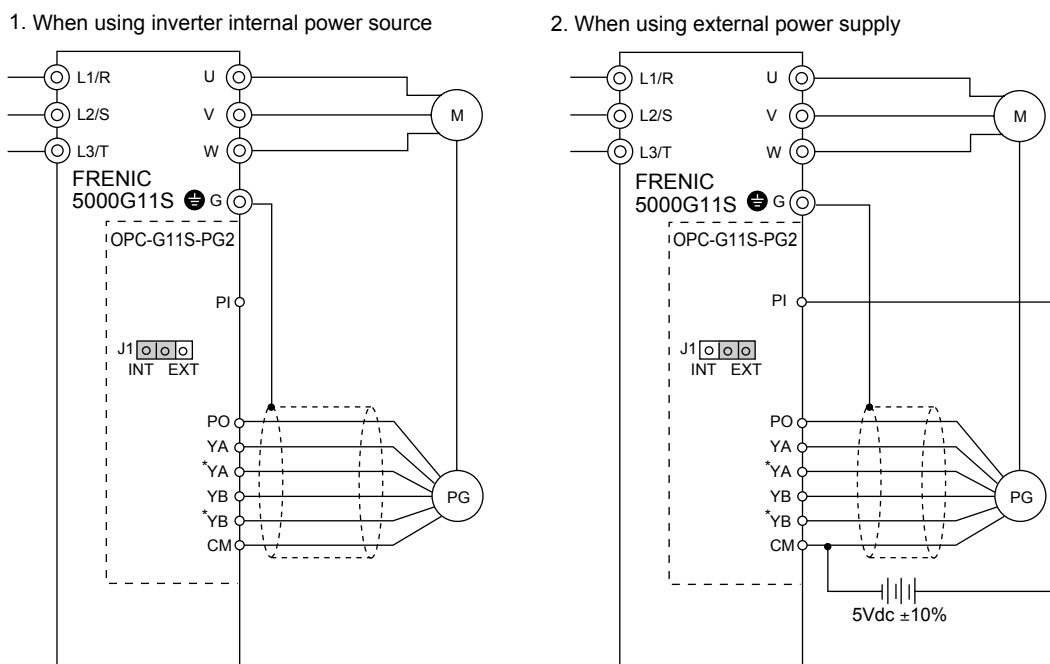 1. When using inverter internal power source
L1/R
U
L2/S
V
M
L3/T
W
FRENIC
5000G11S
G
OPC-G11S-PG2
PI
J1
INT EXT
PO
YA
*YA
YB
*YB
CM
PG
2. When using external power supply
L1/R
U
L2/S
V
M
L3/T
W
FRENIC
5000G11S
G
OPC-G11S-PG2
PI
J1
INT EXT
PO
YA
*YA
YB
*YB
CM
PG
5Vdc ±10%